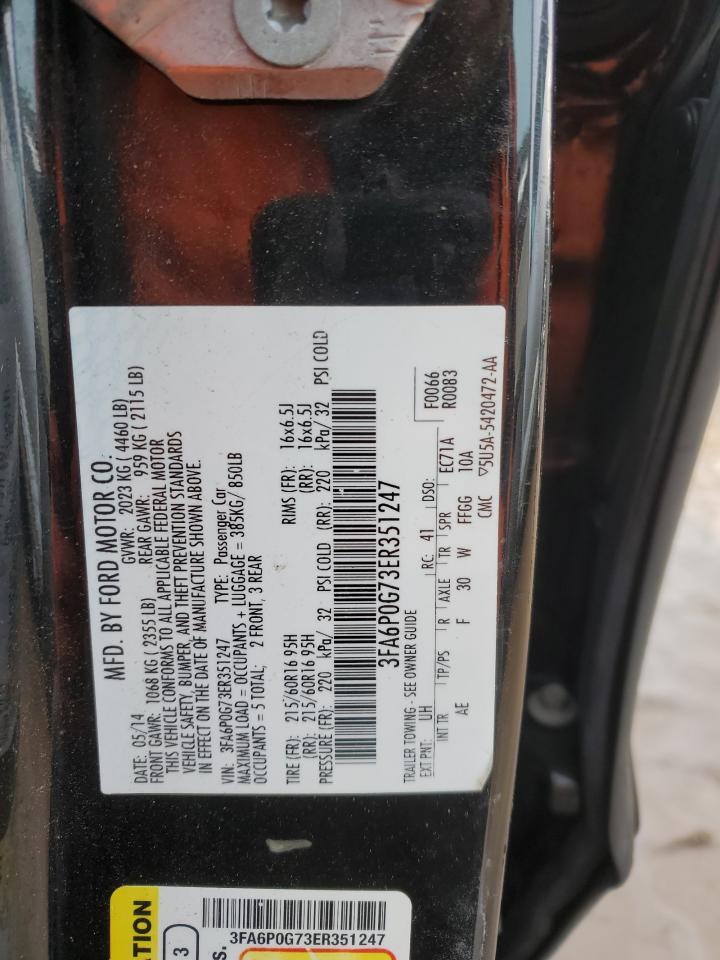 MFD. BY FORD MOTOR CO.
DATE: 05/14 GVWR: 2023 KG ( 4460 LB)
FRONT GAWR: 1068 KG ( 2355 LB) REAR GAWR: 959 KG ( 2115 LB)
THIS VEHICLE CONFORMS TO ALL APPLICABLE FEDERAL MOTOR
VEHICLE SAFETY, BUMPER, AND THEFT PREVENTION STANDARDS
IN EFFECT ON THE DATE OF MANUFACTURE SHOWN ABOVE.
VIN: 3FA6P0G73ER351247 TYPE: Passenger Car
MAXIMUM LOAD = OCCUPANTS + LUGGAGE = 385KG/ 850LB
OCCUPANTS = 5 TOTAL; 2 FRONT, 3 REAR
TIRE (FR): 215/60R16 95H RIMS (FR): 16x6.5J
(RR): 215/60R16 95H (RR): 16x6.5J
PRESSURE (FR): 220 kPa/ 32 PSI COLD (RR): 220 kPa/ 32 PSI COLD
3FA6P0G73ER351247
TRAILER TOWING - SEE OWNER GUIDE F0066
EXT PNT: UH RC: 41 DSO: R0083
INT TR TP/PS R AXLE TR SPR EC71A
AE F 30 W FFGG 10A
CMC ▽5U5A-5420472-AA
3FA6P0G73ER351247
3